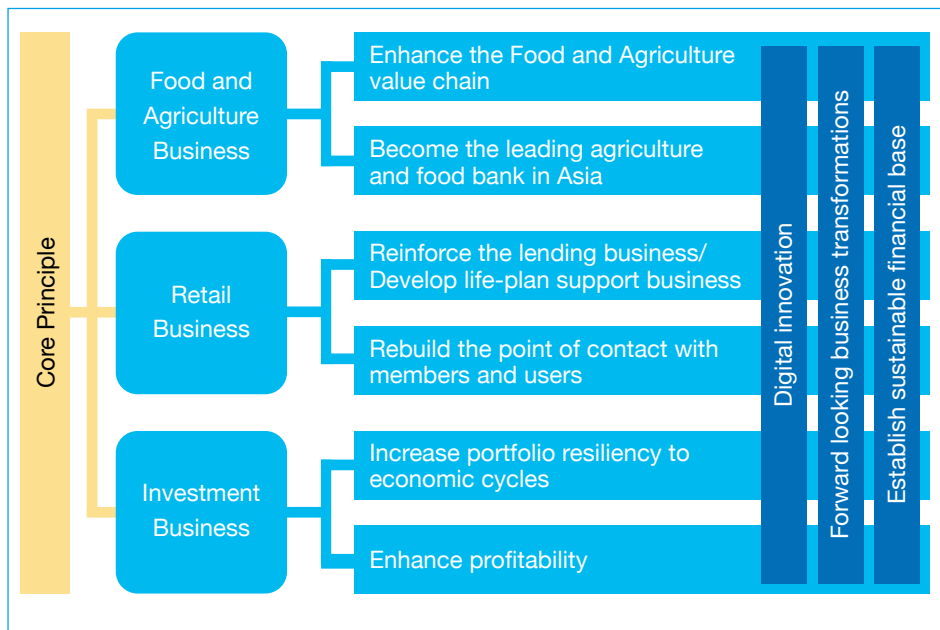 Core Principle
Food and
Agriculture
Business
Enhance the Food and Agriculture
value chain
Become the leading agriculture
and food bank in Asia
Retail
Business
Reinforce the lending business/
Develop life-plan support business
Rebuild the point of contact with
members and users
Investment
Business
Increase portfolio resiliency to
economic cycles
Enhance profitability
Digital innovation
Forward looking business transformations
Establish sustainable financial base